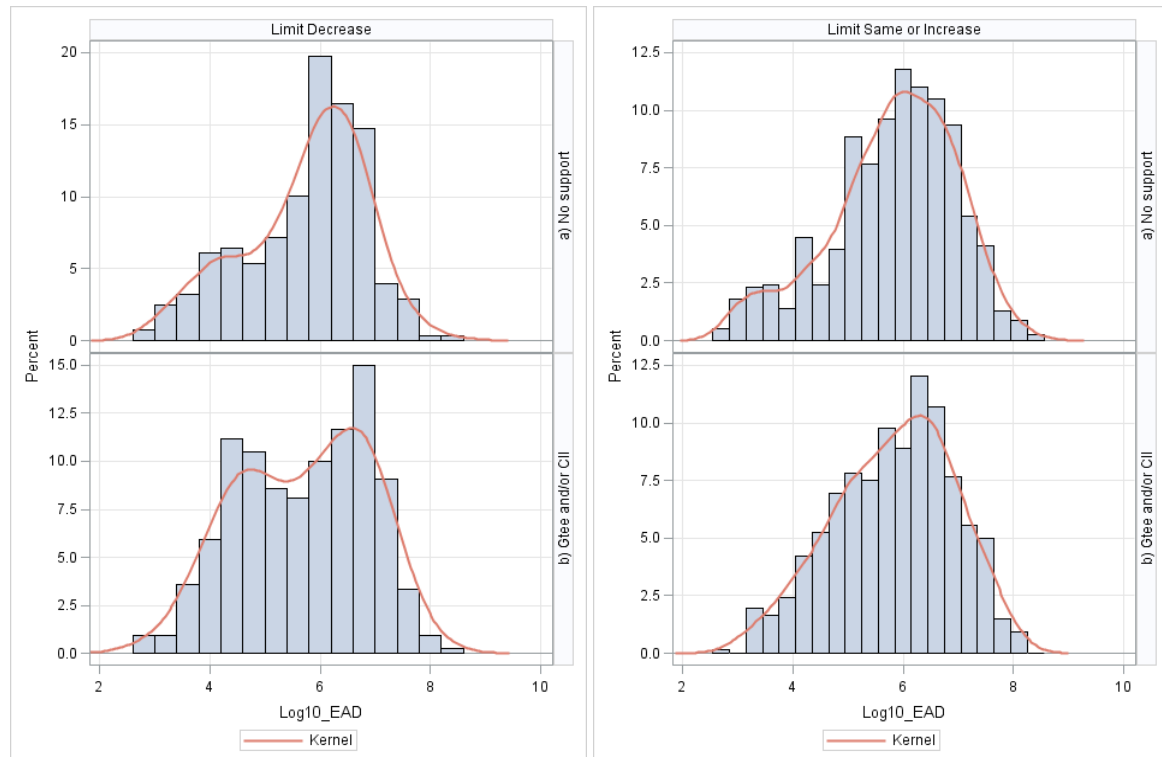 Limit Decrease
20
15
10
5
0
a) No support
Percent
15.0
12.5
10.0
7.5
5.0
2.5
0.0
b) Gtee and/or CII
2 4 6 8 10
Log10_EAD
Kernel
Limit Same or Increase
12.5
10.0
7.5
5.0
2.5
0.0
a) No support
Percent
12.5
10.0
7.5
5.0
2.5
0.0
b) Gtee and/or CII
2 4 6 8 10
Log10_EAD
Kernel